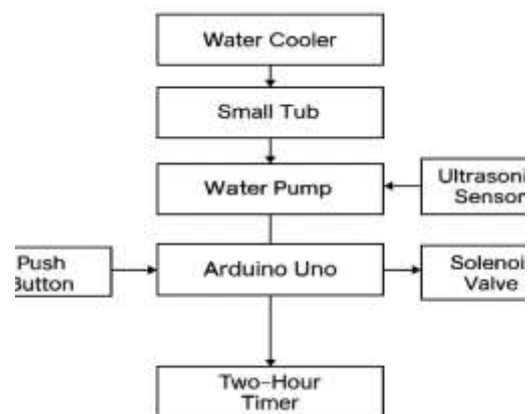 Water Cooler
Small Tub
Water Pump
Ultrasoni
Sensor
Push
Button
Arduino Uno
Solenoi
Valve
Two-Hour
Timer